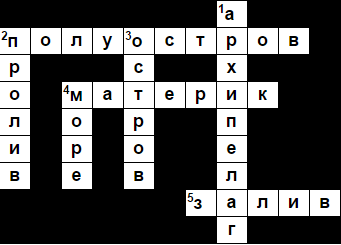 1а
2п о л у 3о с т р о в
р с х
о 4м а т е р и к
л о р п
и р о е
в е в л
5з а л и в
г